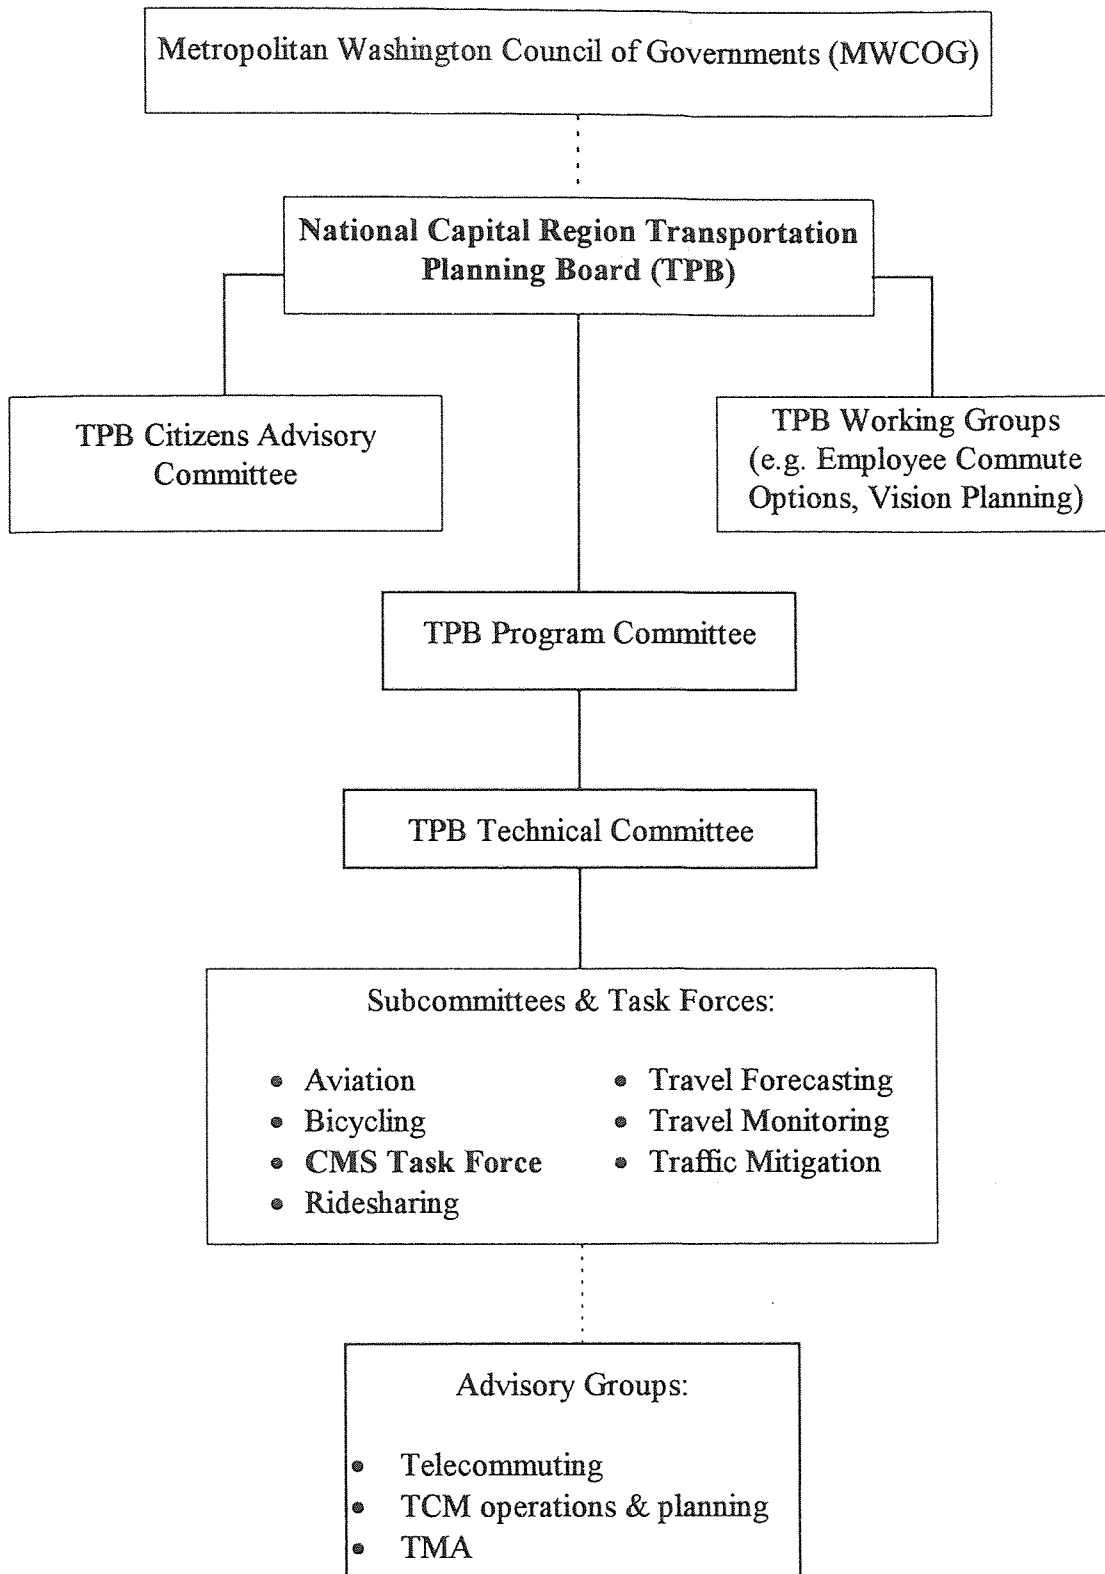 Metropolitan Washington Council of Governments (MWCOG)
National Capital Region Transportation
Planning Board (TPB)
TPB Citizens Advisory
Committee
TPB Working Groups
(e.g. Employee Commute
Options, Vision Planning)
TPB Program Committee
TPB Technical Committee
Subcommittees & Task Forces:
• Aviation
• Bicycling
• CMS Task Force
• Ridesharing
• Travel Forecasting
• Travel Monitoring
• Traffic Mitigation
Advisory Groups:
• Telecommuting
• TCM operations & planning
• TMA